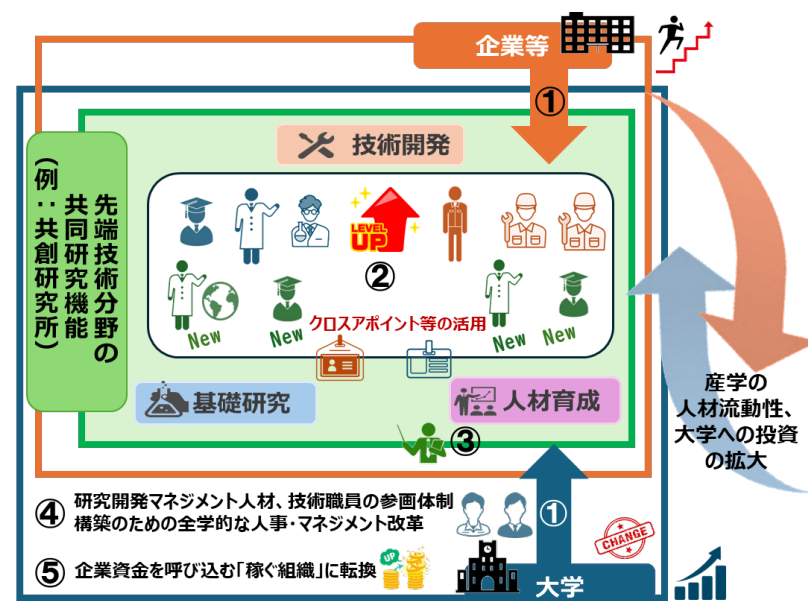 企業等
①
技術開発
先端技術分野の
共同研究機能
(例：共創研究所)
LEVEL
UP
②
New
New
New
New
クロスアポイント等の活用
基礎研究
人材育成
③
産学の
人材流動性、
大学への投資
の拡大
④ 研究開発マネジメント人材、技術職員の参画体制
構築のための全学的な人事・マネジメント改革
①
CHANGE
⑤ 企業資金を呼び込む「稼ぐ組織」に転換
UP
大学